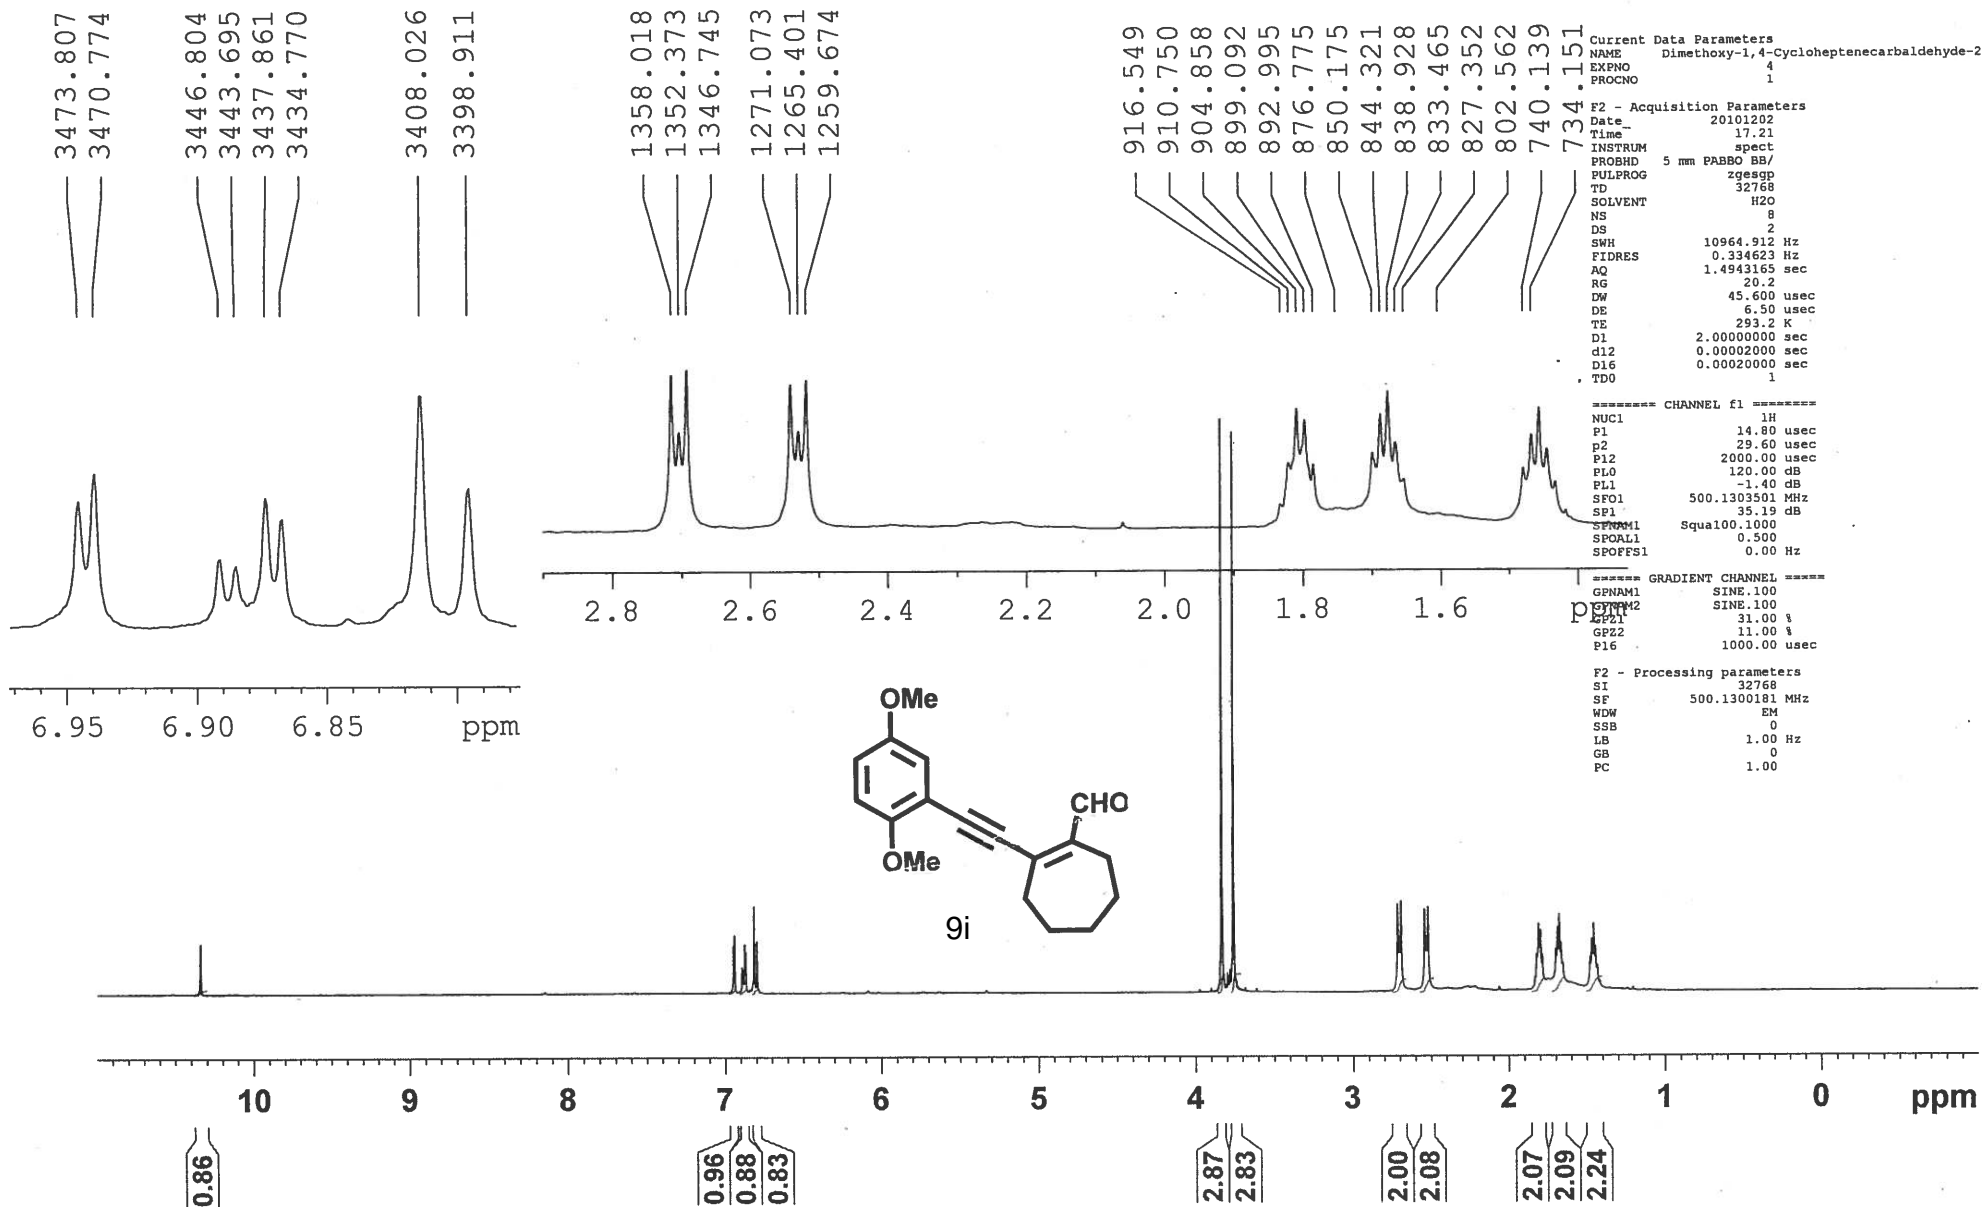 3473.807
3470.774
3446.804
3443.695
3437.861
3434.770
3408.026
3398.911
1358.018
1352.373
1346.745
1271.073
1265.401
1259.674
916.549
910.750
904.858
899.092
892.995
876.775
850.175
844.321
838.928
833.465
827.352
802.562
740.139
734.151
Current Data Parameters
NAME Dimethoxy-1,4-Cycloheptenecarbaldehyde-2
EXPNO 4
PROCNO 1
F2 - Acquisition Parameters
Date_ 20101202
Time 17.21
INSTRUM spect
PROBHD 5 mm PABBO BB/
PULPROG zgesgp
TD 32768
SOLVENT H2O
NS 8
DS 2
SWH 10964.912 Hz
FIDRES 0.334623 Hz
AQ 1.4943165 sec
RG 20.2
DW 45.600 usec
DE 6.50 usec
TE 293.2 K
D1 2.00000000 sec
d12 0.00002000 sec
D16 0.00020000 sec
TD0 1
======== CHANNEL f1 ========
NUC1 1H
P1 14.80 usec
p2 29.60 usec
P12 2000.00 usec
PL0 120.00 dB
PL1 -1.40 dB
SFO1 500.1303501 MHz
SP1 35.19 dB
SPNAM1 Squa100.1000
SPOAL1 0.500
SPOFFS1 0.00 Hz
====== GRADIENT CHANNEL =====
GPNAM1 SINE.100
GPNAM2 SINE.100
GPZ1 31.00 %
GPZ2 11.00 %
P16 1000.00 usec
F2 - Processing parameters
SI 32768
SF 500.1300181 MHz
WDW EM
SSB 0
LB 1.00 Hz
GB 0
PC 1.00
2.8 2.6 2.4 2.2 2.0 1.8 1.6 ppm
6.95 6.90 6.85 ppm
OMe
CHO
OMe
9i
10 9 8 7 6 5 4 3 2 1 0 ppm
0.86
0.96
0.88
0.83
2.87
2.83
2.00
2.08
2.07
2.09
2.24